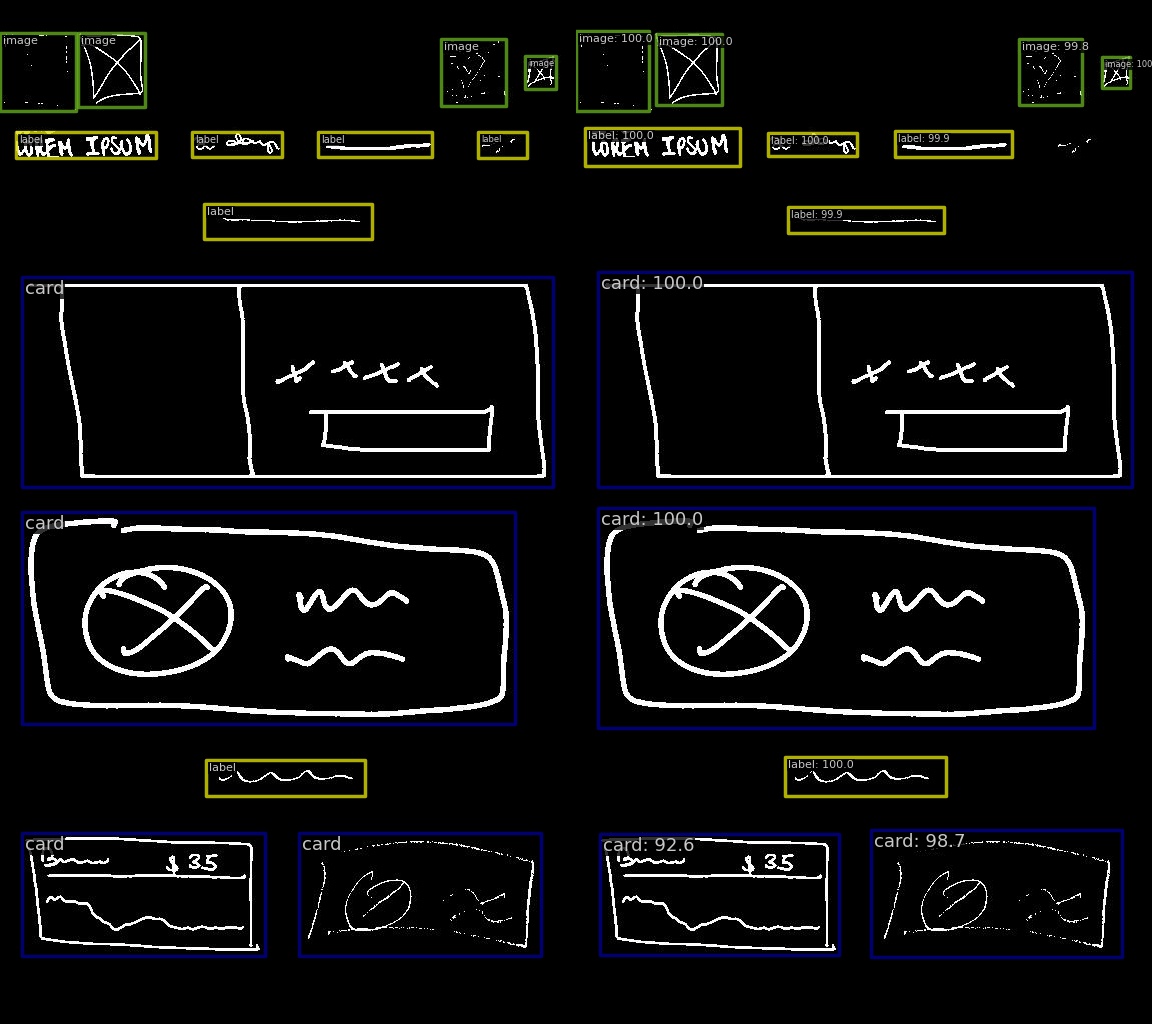 image image image image image: 100.0 image: 100.0 image: 99.8 image: 100
label label label label label: 100.0 label: 100.0 label: 99.9
LOREM IPSUM LOREM IPSUM
label label: 99.9
card card: 100.0
x x x x x x x x
card card: 100.0
label label: 100.0
card card card: 92.6 card: 98.7
$ 35 $ 35